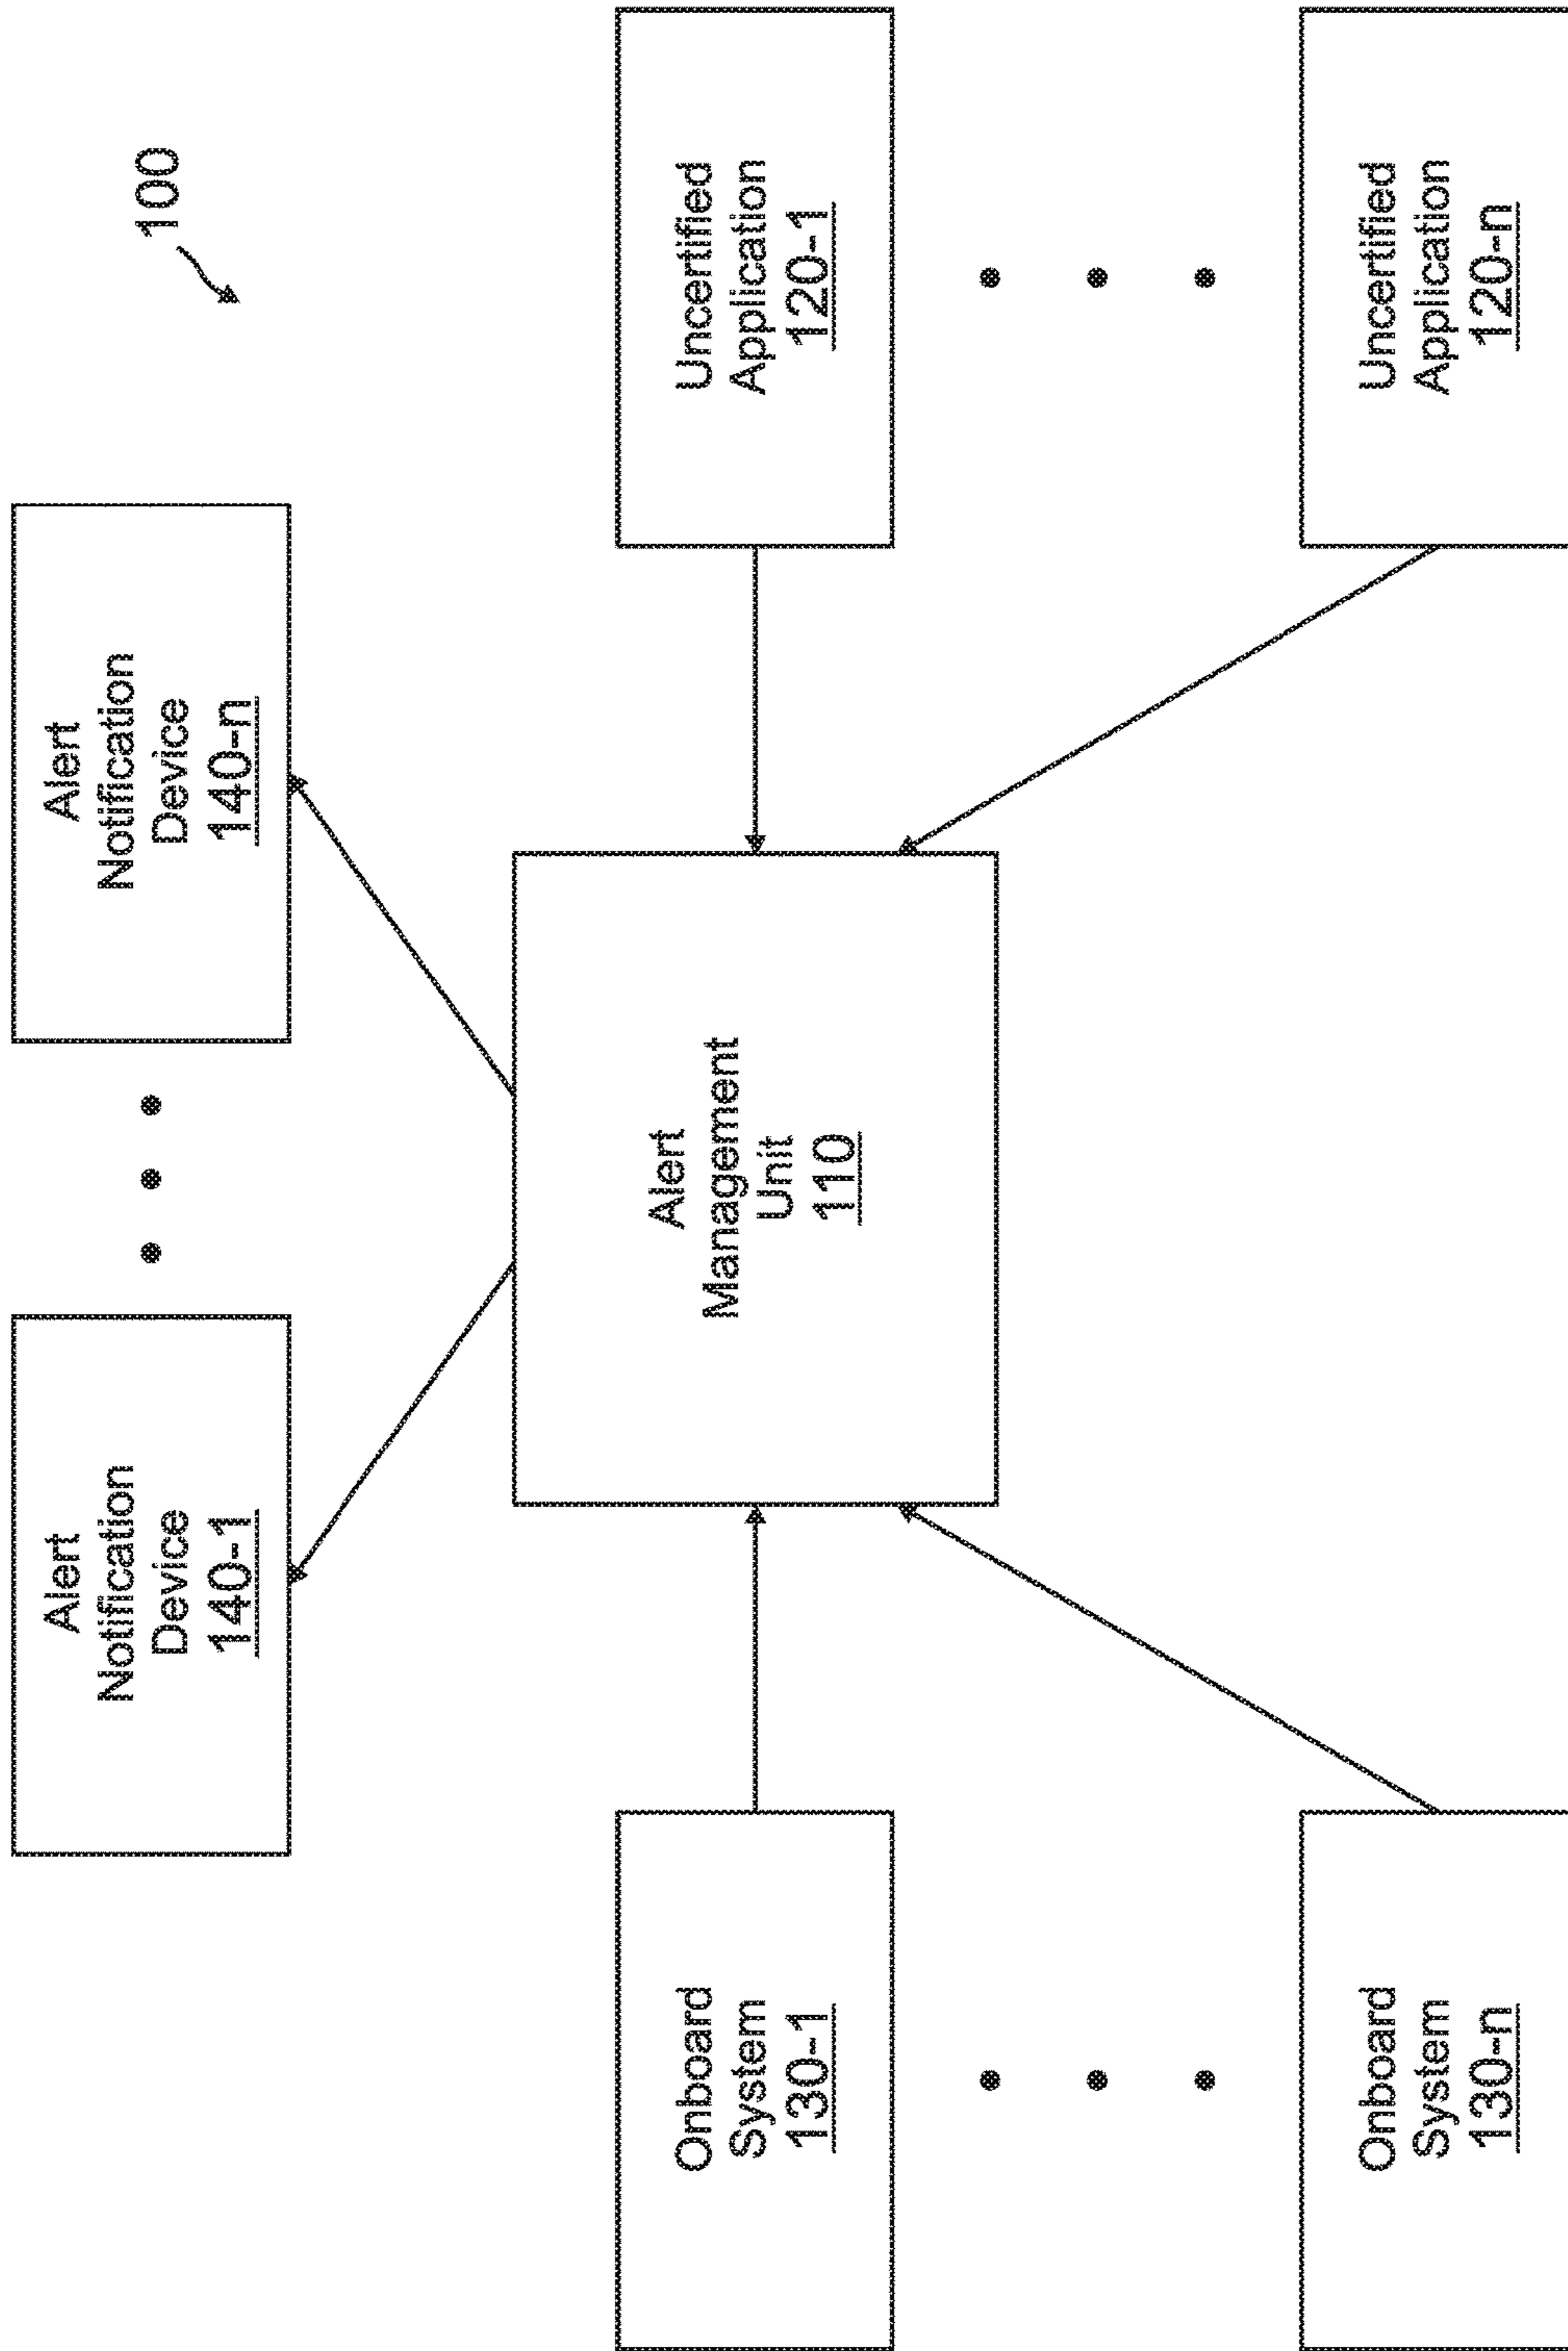 100
Alert
Notification
Device
140-1
Alert
Notification
Device
140-n
Onboard
System
130-1
Alert
Management
Unit
110
Uncertified
Application
120-1
Onboard
System
130-n
Uncertified
Application
120-n